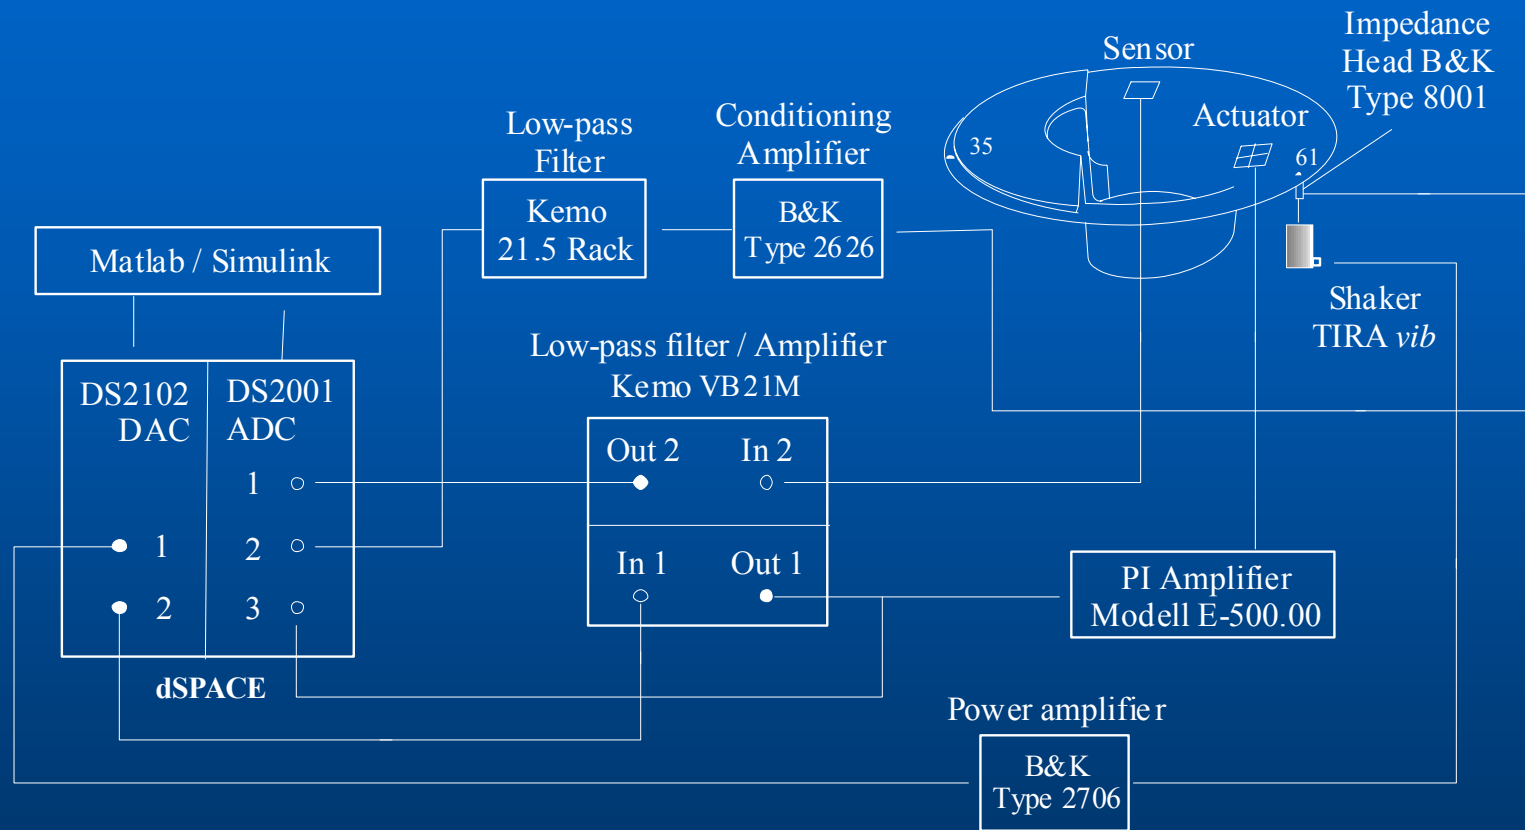 Impedance
Head B&K
Type 8001
Sensor
Actuator
35
61
Conditioning
Amplifier
Low-pass
Filter
B&K
Type 2626
Kemo
21.5 Rack
Matlab / Simulink
Shaker
TIRA vib
Low-pass filter / Amplifier
Kemo VB21M
DS2102
DAC
DS2001
ADC
Out 2
In 2
1
1
2
2
3
In 1
Out 1
PI Amplifier
Modell E-500.00
dSPACE
Power amplifier
B&K
Type 2706